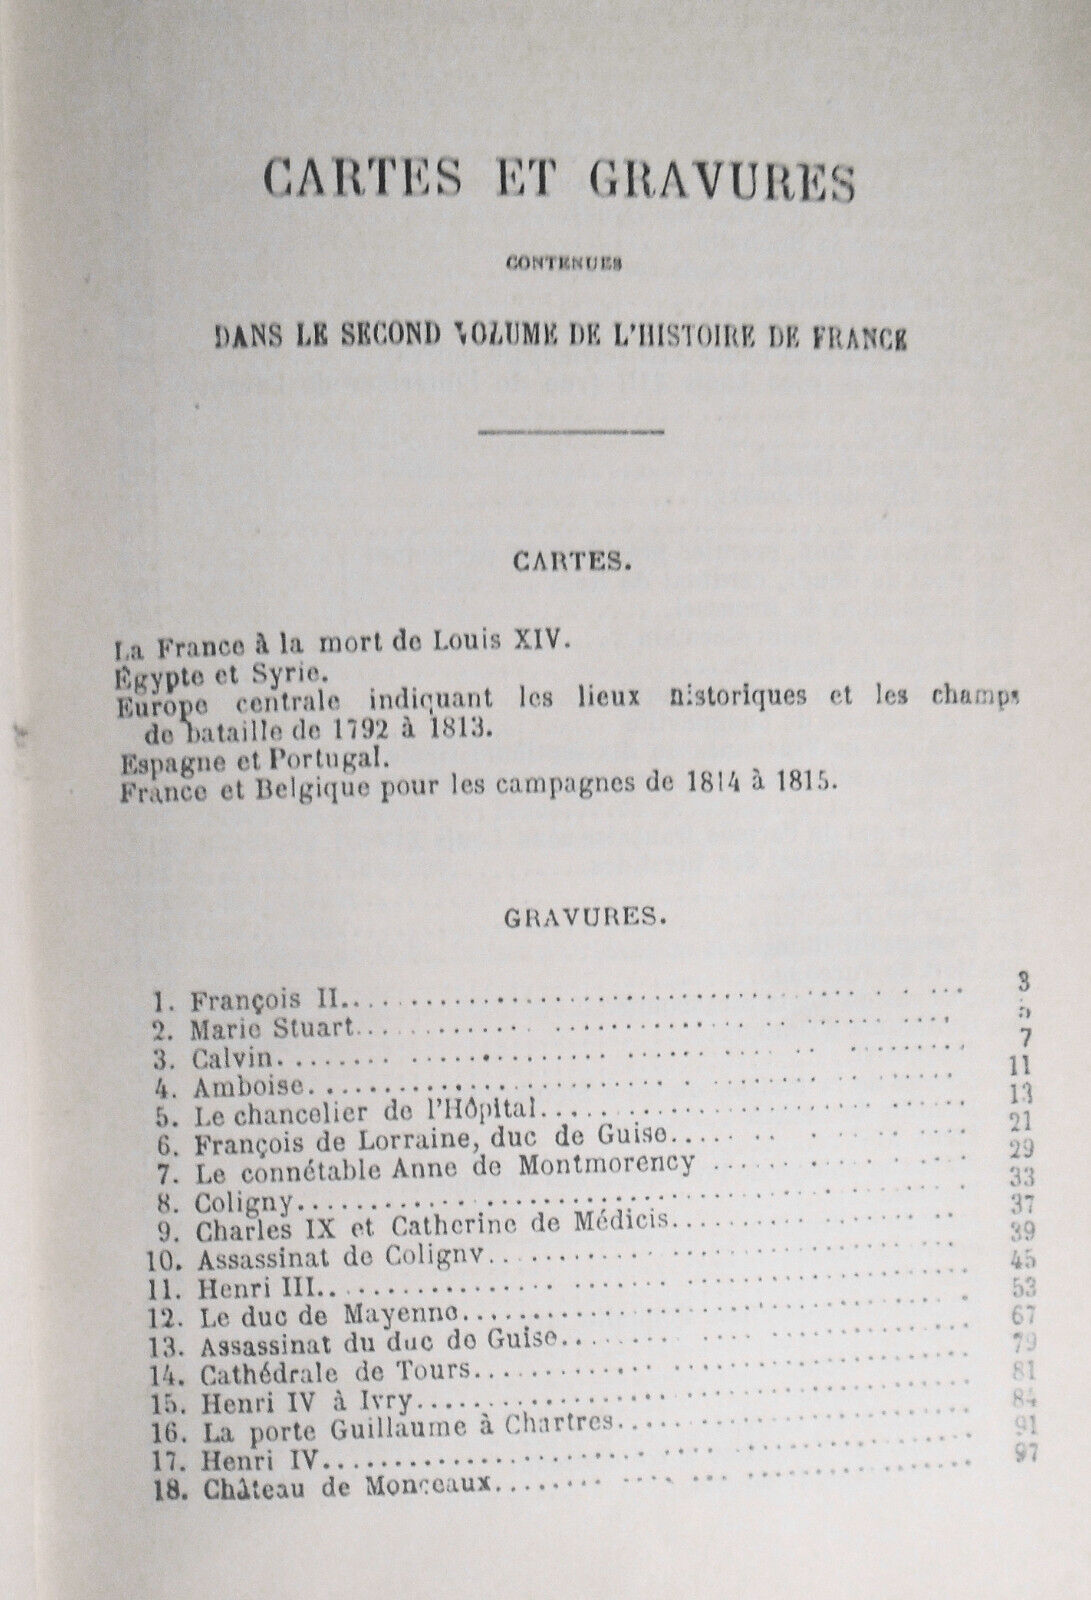 CARTES ET GRAVURES
CONTENUES
DANS LE SECOND VOLUME DE L'HISTOIRE DE FRANCE
CARTES.
La France à la mort de Louis XIV.
Égypte et Syrie.
Europe centrale indiquant les lieux historiques et les champs
de bataille de 1792 à 1813.
Espagne et Portugal.
France et Belgique pour les campagnes de 1814 à 1815.
GRAVURES.
1. François II. 3
2. Marie Stuart. 5
3. Calvin. 7
4. Amboise. 11
5. Le chancelier de l'Hôpital. 13
6. François de Lorraine, duc de Guise. 21
7. Le connétable Anne de Montmorency 29
8. Coligny. 33
9. Charles IX et Catherine de Médicis. 37
10. Assassinat de Coligny. 39
11. Henri III. 45
12. Le duc de Mayenne. 53
13. Assassinat du duc de Guise. 67
14. Cathédrale de Tours. 79
15. Henri IV à Ivry. 81
16. La porte Guillaume à Chartres. 84
17. Henri IV. 91
18. Château de Monceaux. 97